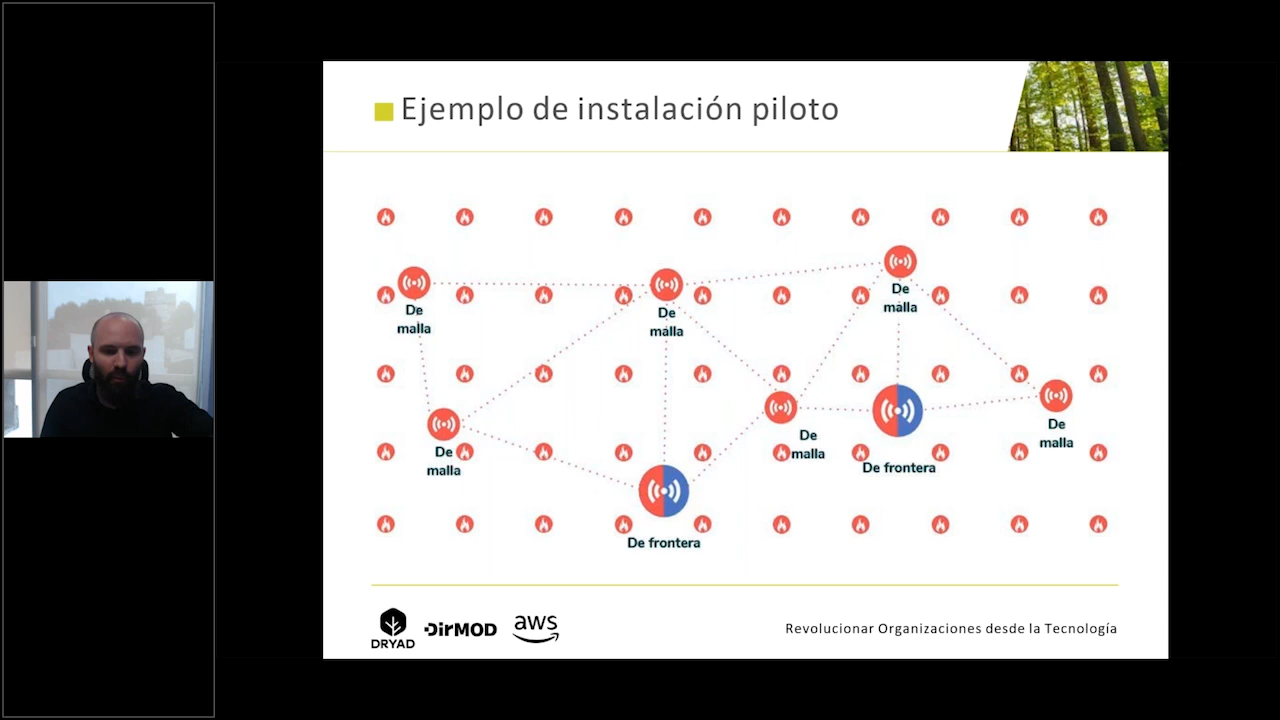 Ejemplo de instalación piloto
De
malla
De
malla
De
malla
De
malla
De
malla
De
malla
De frontera
De frontera
DRYAD
DirMOD
aws
Revolucionar Organizaciones desde la Tecnología